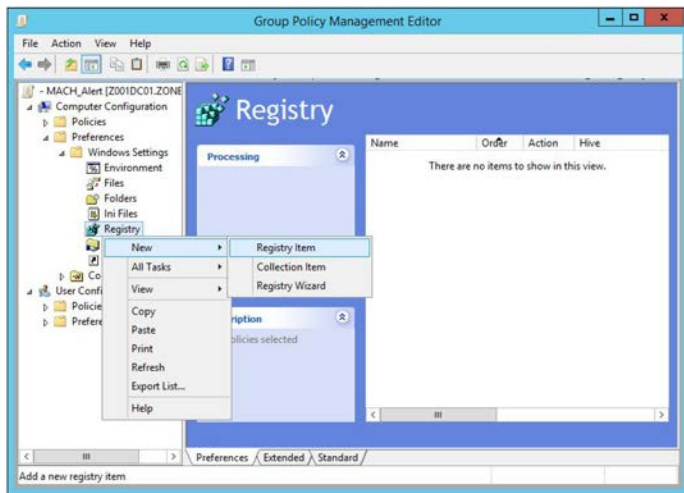 Group Policy Management Editor
File Action View Help
- MACH_Alert [Z001DC01.ZONE
Computer Configuration
Policies
Preferences
Windows Settings
Environment
Files
Folders
Ini Files
Registry
Co
User Confi
Policie
Prefere
New
All Tasks
View
Copy
Paste
Print
Refresh
Export List...
Help
Registry Item
Collection Item
Registry Wizard
Registry
Processing
ription
olicies selected
Name Order Action Hive
There are no items to show in this view.
Preferences Extended Standard
Add a new registry item